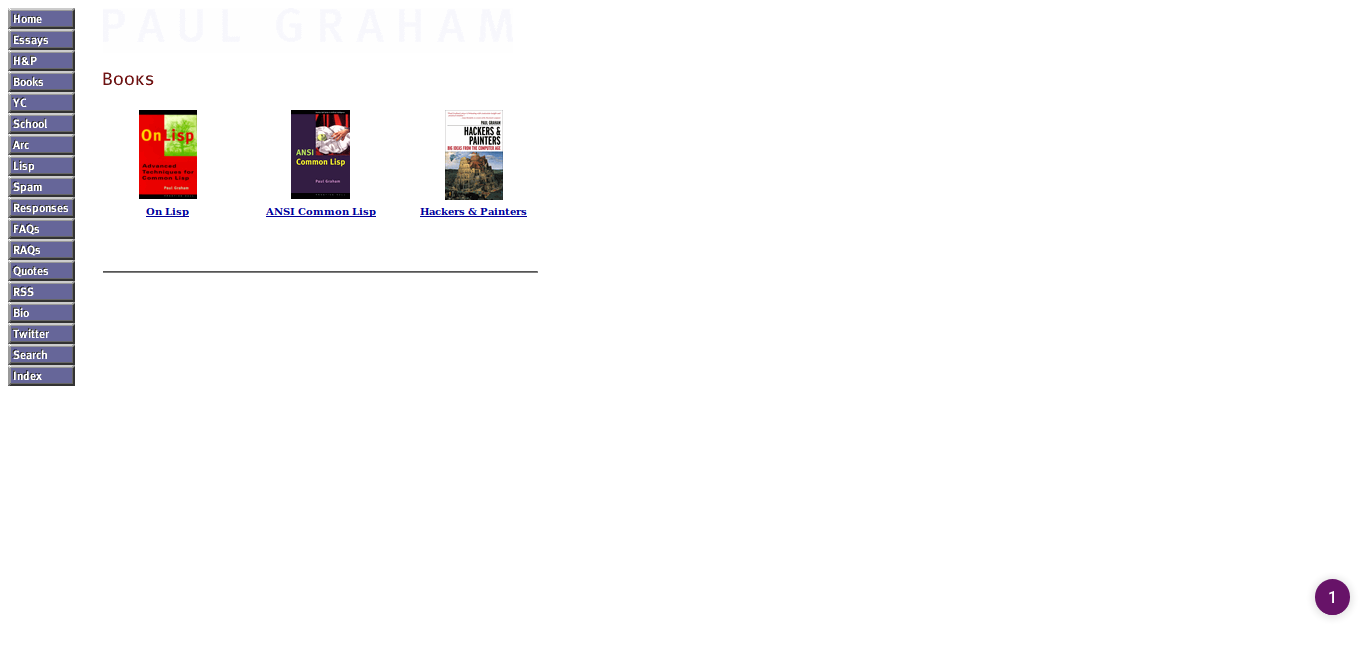 Home
Essays
H&P
Books
YC
School
Arc
Lisp
Spam
Responses
FAQs
RAQs
Quotes
RSS
Bio
Twitter
Search
Index
PAUL GRAHAM
Books
On Lisp
Advanced
Techniques for
Common Lisp
Paul Graham
ANSI
Common Lisp
Paul Graham
PAUL GRAHAM
HACKERS &
PAINTERS
BIG IDEAS FROM THE COMPUTER AGE
On Lisp
ANSI Common Lisp
Hackers & Painters
1